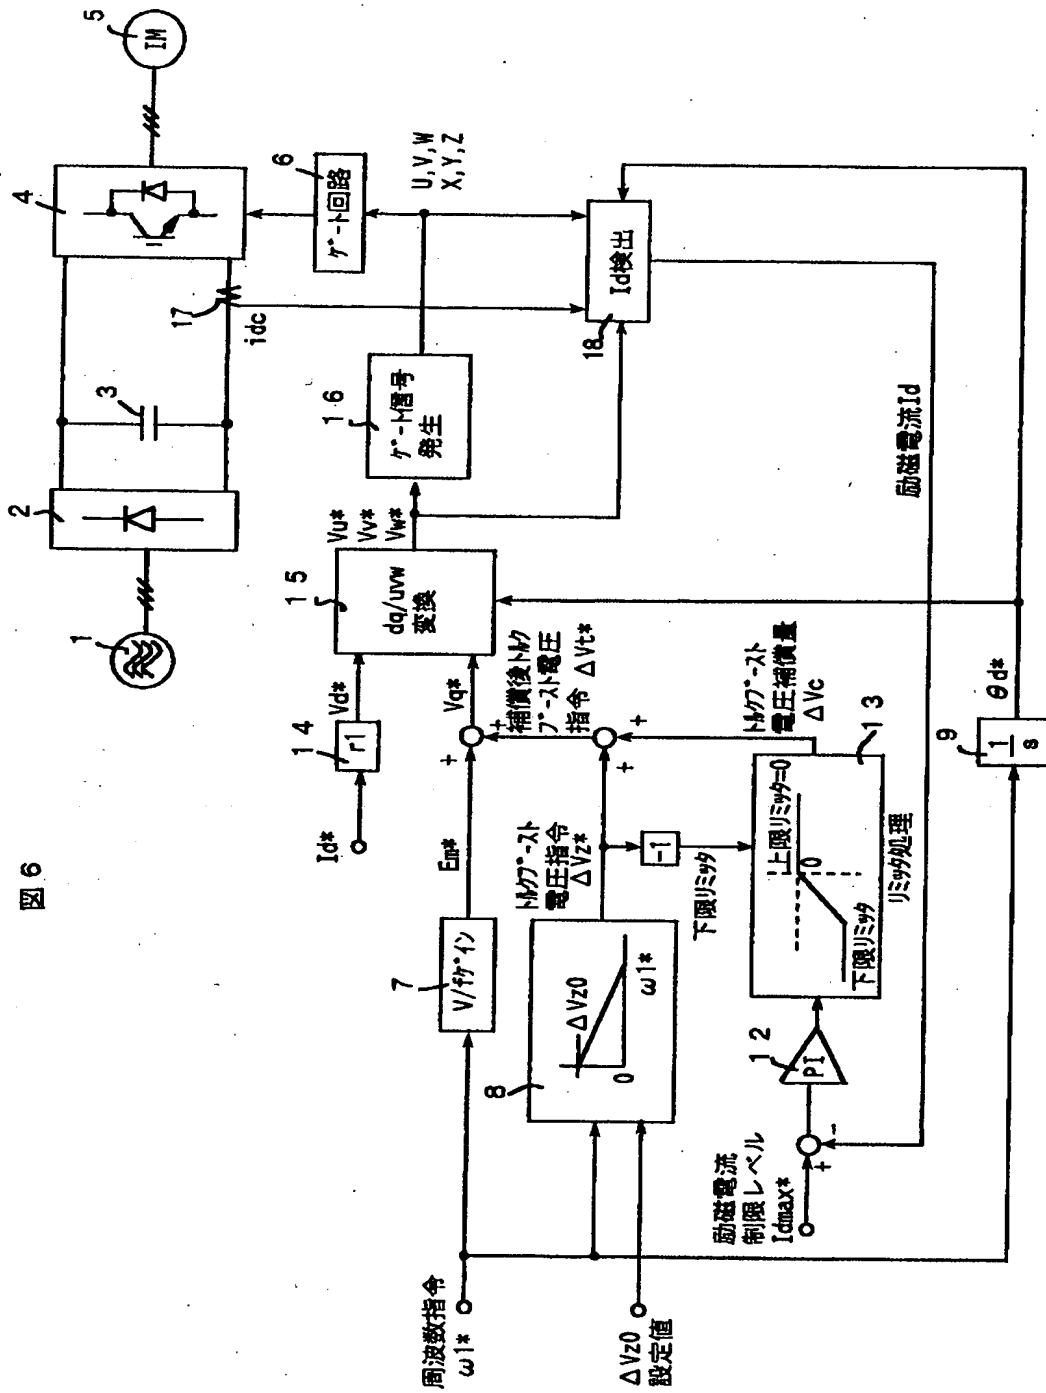 図6
1
2
3
4
5
IM
17
idc
6
ゲート回路
U,V,W
X,Y,Z
16
ゲート信号
発生
15
dq/uvw
変換
Vu*
Vv*
Vw*
18
Id検出
14
r1
Id*
Vd*
Vq*
Em*
7
V/fゲイン
周波数指令
ω1*
ΔVz0
設定値
8
ΔVz0
0
ω1*
トルクブースト
電圧指令
ΔVz*
補償後トルク
ブースト電圧
指令 ΔVt*
+
+
+
+
-1
下限リミッタ
トルクブースト
電圧補償量
ΔVc
13
上限リミッタ=0
0
下限リミッタ
リミッタ処理
12
PI
励磁電流
制限レベル
Idmax*
+
-
励磁電流Id
9
1
s
θd*